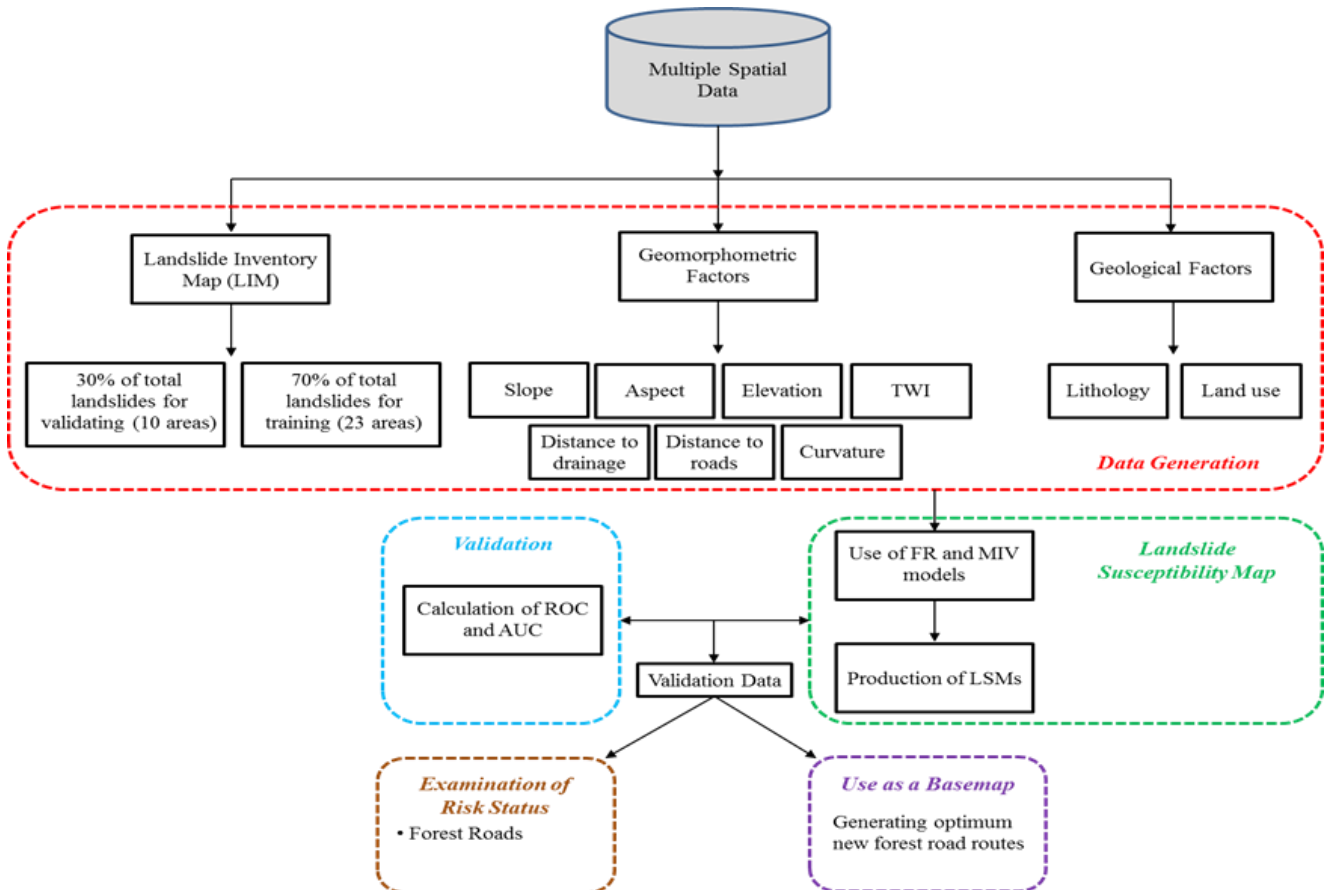 Multiple Spatial
Data
Landslide Inventory
Map (LIM)
Geomorphometric
Factors
Geological Factors
30% of total
landslides for
validating (10 areas)
70% of total
landslides for
training (23 areas)
Slope
Aspect
Elevation
TWI
Lithology
Land use
Distance to
drainage
Distance to
roads
Curvature
Data Generation
Validation
Calculation of ROC
and AUC
Use of FR and MIV
models
Landslide
Susceptibility Map
Validation Data
Production of LSMs
Examination of
Risk Status
• Forest Roads
Use as a Basemap
Generating optimum
new forest road routes